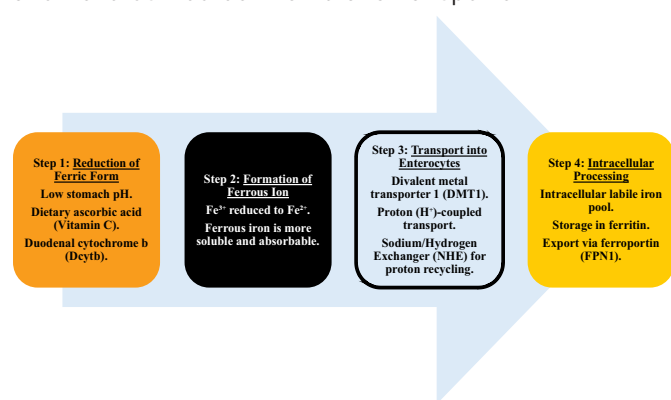 Step 1: Reduction of
Ferric Form
Low stomach pH.
Dietary ascorbic acid
(Vitamin C).
Duodenal cytochrome b
(Dcytb).
Step 2: Formation of
Ferrous Ion
Fe³⁺ reduced to Fe²⁺.
Ferrous iron is more
soluble and absorbable.
Step 3: Transport into
Enterocytes
Divalent metal
transporter 1 (DMT1).
Proton (H⁺)-coupled
transport.
Sodium/Hydrogen
Exchanger (NHE) for
proton recycling.
Step 4: Intracellular
Processing
Intracellular labile iron
pool.
Storage in ferritin.
Export via ferroportin
(FPN1).